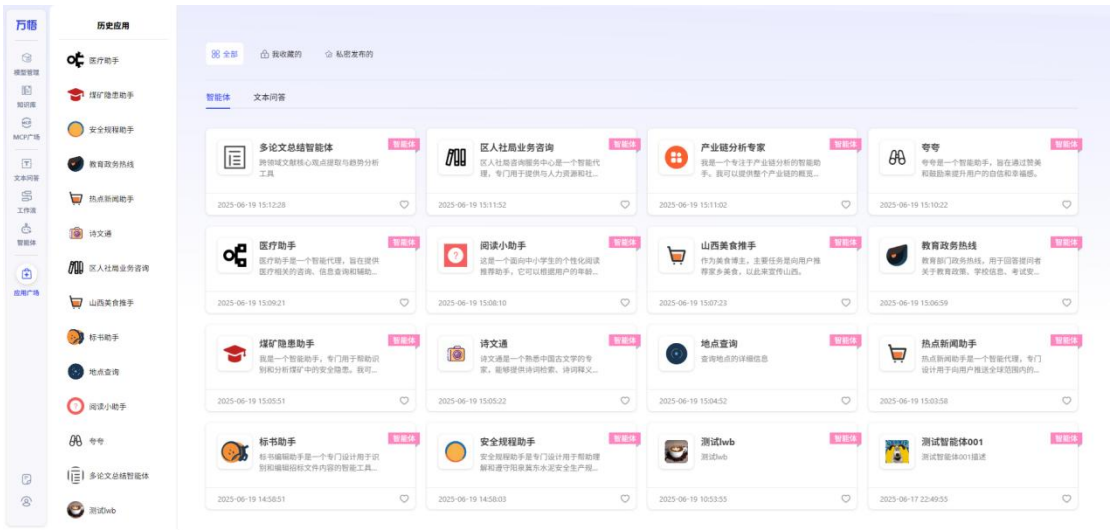 万悟
模型管理
知识库
MCP广场
文本问答
工作流
智能体
应用广场
历史应用
医疗助手
煤矿隐患助手
安全规程助手
教育政务热线
热点新闻助手
诗文通
区人社局业务咨询
山西美食推手
标书助手
地点查询
阅读小助手
夸夸
多论文总结智能体
测试lwb
全部
我收藏的
私密发布的
智能体
文本问答
多论文总结智能体
智能体
跨领域文献核心观点提取与趋势分析
工具
2025-06-19 15:12:28
区人社局业务咨询
智能体
区人社局咨询服务中心是一个智能代
理，专门用于提供与人力资源和社...
2025-06-19 15:11:52
产业链分析专家
智能体
我是一个专注于产业链分析的智能助
手。我可以提供整个产业链的概览...
2025-06-19 15:11:02
夸夸
智能体
夸夸是一个智能助手，旨在通过赞美
和鼓励来提升用户的自信和幸福感。
2025-06-19 15:10:22
医疗助手
智能体
医疗助手是一个智能代理，旨在提供
医疗相关的咨询、信息查询和辅助...
2025-06-19 15:09:21
阅读小助手
智能体
这是一个面向中小学生的个性化阅读
推荐助手。它可以根据用户的年龄...
2025-06-19 15:08:10
山西美食推手
智能体
作为美食博主，主要任务是向用户推
荐家乡美食，以此来宣传山西。
2025-06-19 15:07:23
教育政务热线
智能体
教育部门政务热线，用于回答提问者
关于教育政策、学校信息、考试安...
2025-06-19 15:06:59
煤矿隐患助手
智能体
我是一个智能助手，专门用于帮助识
别和分析煤矿中的安全隐患。我可...
2025-06-19 15:05:51
诗文通
智能体
诗文通是一个熟悉中国古文学的专
家，能够提供诗词检索、诗词释义...
2025-06-19 15:05:22
地点查询
智能体
查询地点的详细信息
2025-06-19 15:04:52
热点新闻助手
智能体
热点新闻助手是一个智能代理，专门
设计用于向用户推送全球范围内的...
2025-06-19 15:03:58
标书助手
智能体
标书编辑助手是一个专门设计用于识
别和编辑招标文件内容的智能工具...
2025-06-19 14:58:51
安全规程助手
智能体
安全规程助手是专门设计用于帮助理
解和遵守阳泉冀东水泥安全生产规...
2025-06-19 14:58:03
测试lwb
智能体
测试lwb
2025-06-19 10:53:55
测试智能体001
智能体
测试智能体001描述
2025-06-17 22:49:55